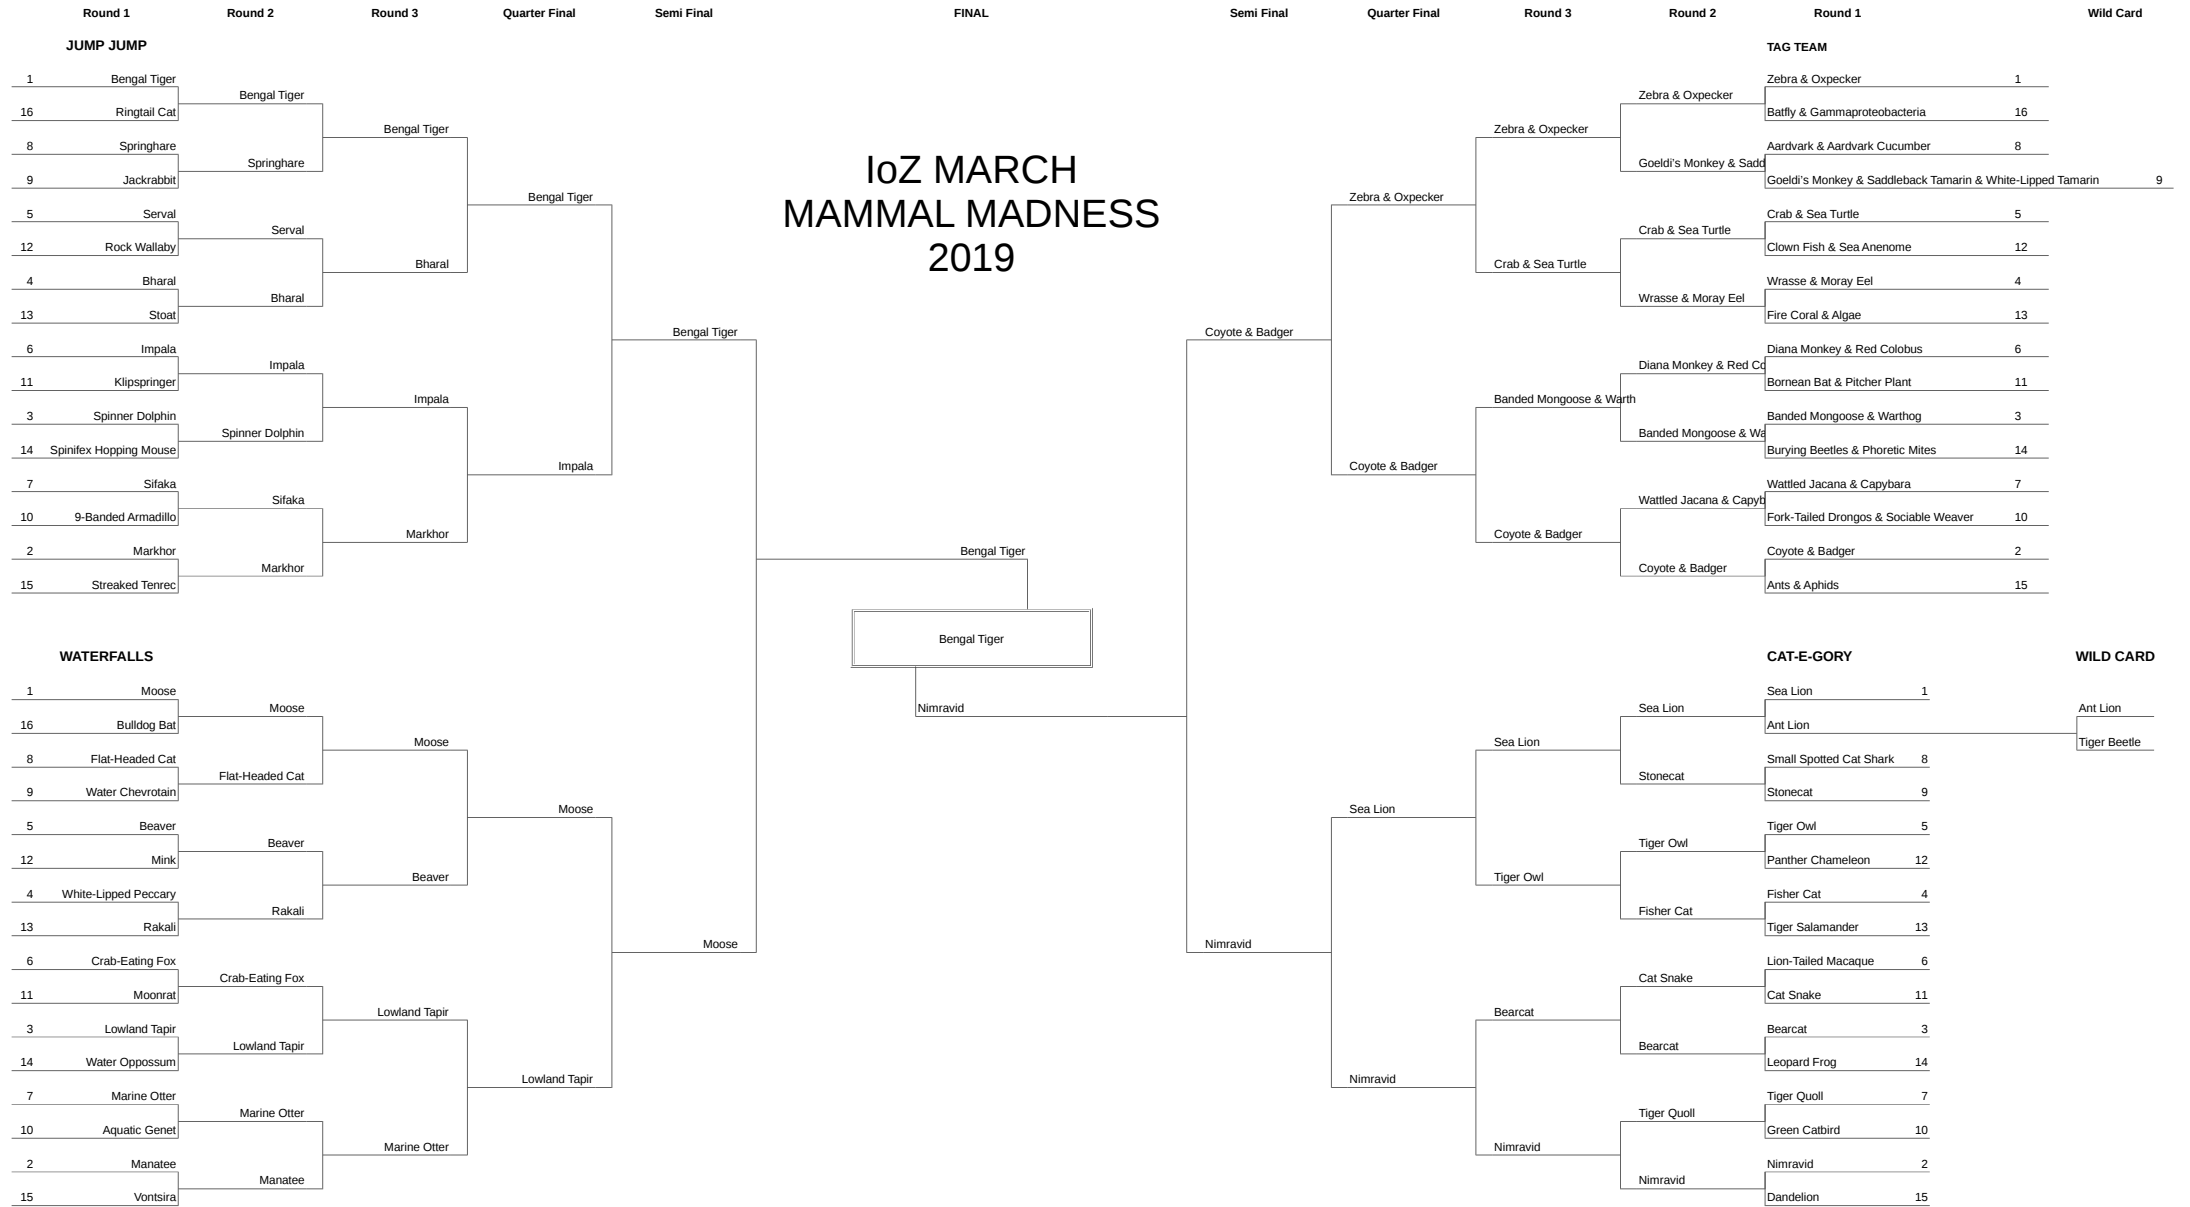 Round 1 Round 2 Round 3 Quarter Final Semi Final FINAL Semi Final Quarter Final Round 3 Round 2 Round 1 Wild Card
IoZ MARCH
MAMMAL MADNESS
2019
JUMP JUMP
1 Bengal Tiger
16 Ringtail Cat
8 Springhare
9 Jackrabbit
5 Serval
12 Rock Wallaby
4 Bharal
13 Stoat
6 Impala
11 Klipspringer
3 Spinner Dolphin
14 Spinifex Hopping Mouse
7 Sifaka
10 9-Banded Armadillo
2 Markhor
15 Streaked Tenrec
Bengal Tiger
Springhare
Serval
Bharal
Impala
Spinner Dolphin
Sifaka
Markhor
Bengal Tiger
Bharal
Impala
Markhor
Bengal Tiger
Impala
Bengal Tiger
WATERFALLS
1 Moose
16 Bulldog Bat
8 Flat-Headed Cat
9 Water Chevrotain
5 Beaver
12 Mink
4 White-Lipped Peccary
13 Rakali
6 Crab-Eating Fox
11 Moonrat
3 Lowland Tapir
14 Water Oppossum
7 Marine Otter
10 Aquatic Genet
2 Manatee
15 Vontsira
Moose
Flat-Headed Cat
Beaver
Rakali
Crab-Eating Fox
Lowland Tapir
Marine Otter
Manatee
Moose
Beaver
Lowland Tapir
Marine Otter
Moose
Lowland Tapir
Moose
Bengal Tiger
Bengal Tiger
Nimravid
Coyote & Badger
Zebra & Oxpecker
Coyote & Badger
Zebra & Oxpecker
Crab & Sea Turtle
Banded Mongoose & Warth
Coyote & Badger
Zebra & Oxpecker
Goeldi's Monkey & Sadd
Crab & Sea Turtle
Wrasse & Moray Eel
Diana Monkey & Red Co
Banded Mongoose & Wa
Wattled Jacana & Capyb
Coyote & Badger
TAG TEAM
Zebra & Oxpecker 1
Batfly & Gammaproteobacteria 16
Aardvark & Aardvark Cucumber 8
Goeldi's Monkey & Saddleback Tamarin & White-Lipped Tamarin 9
Crab & Sea Turtle 5
Clown Fish & Sea Anenome 12
Wrasse & Moray Eel 4
Fire Coral & Algae 13
Diana Monkey & Red Colobus 6
Bornean Bat & Pitcher Plant 11
Banded Mongoose & Warthog 3
Burying Beetles & Phoretic Mites 14
Wattled Jacana & Capybara 7
Fork-Tailed Drongos & Sociable Weaver 10
Coyote & Badger 2
Ants & Aphids 15
Nimravid
Sea Lion
Nimravid
Sea Lion
Tiger Owl
Bearcat
Nimravid
Sea Lion
Stonecat
Tiger Owl
Fisher Cat
Cat Snake
Bearcat
Tiger Quoll
Nimravid
CAT-E-GORY
Sea Lion 1
Ant Lion
Small Spotted Cat Shark 8
Stonecat 9
Tiger Owl 5
Panther Chameleon 12
Fisher Cat 4
Tiger Salamander 13
Lion-Tailed Macaque 6
Cat Snake 11
Bearcat 3
Leopard Frog 14
Tiger Quoll 7
Green Catbird 10
Nimravid 2
Dandelion 15
WILD CARD
Ant Lion
Tiger Beetle